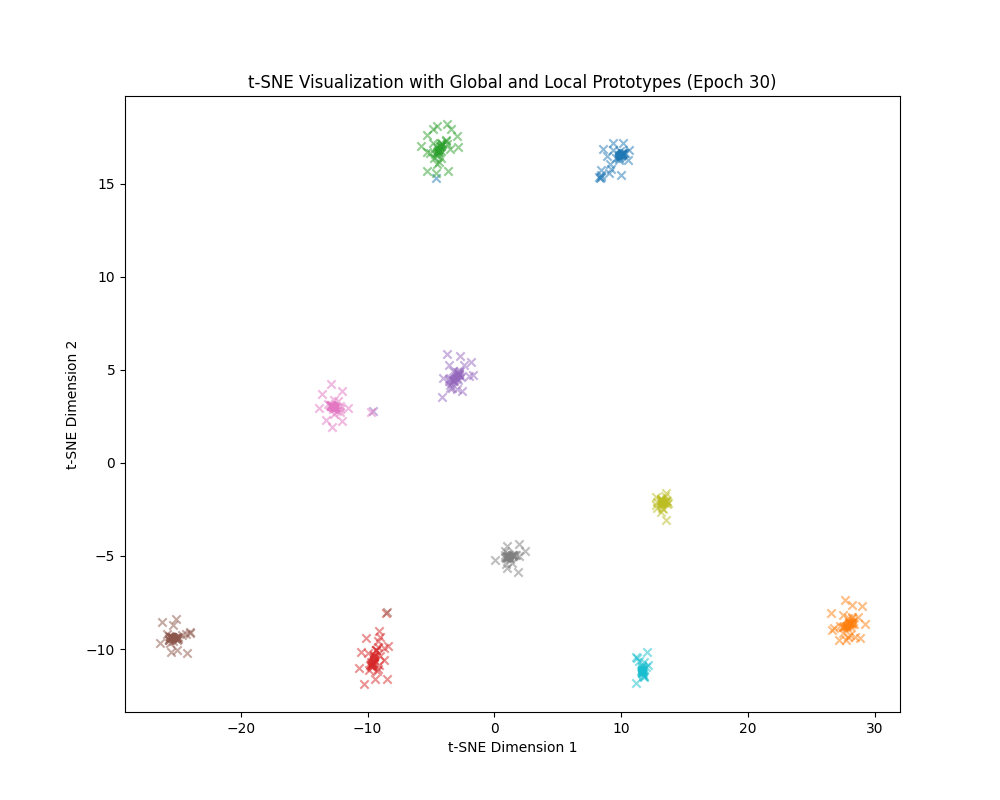 t-SNE Visualization with Global and Local Prototypes (Epoch 30)
15
10
5
0
−5
−10
t-SNE Dimension 2
−20 −10 0 10 20 30
t-SNE Dimension 1